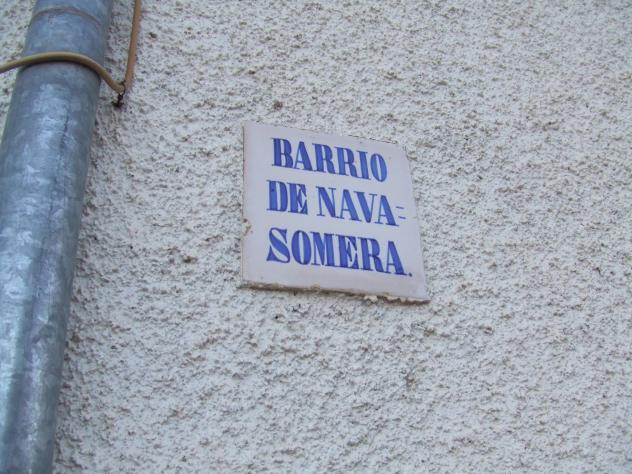 BARRIO
DE NAVA=
SOMERA.